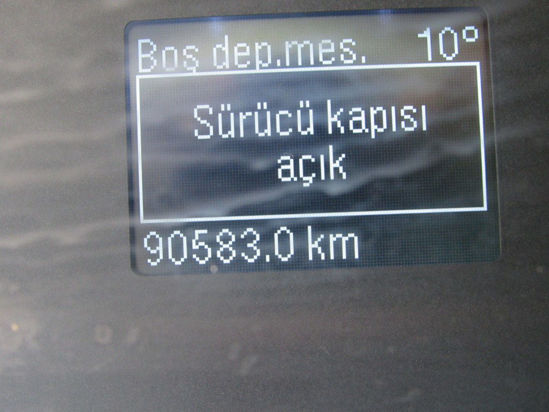 Boş dep.mes. 10°
Sürücü kapısı
açık
90583.0 km